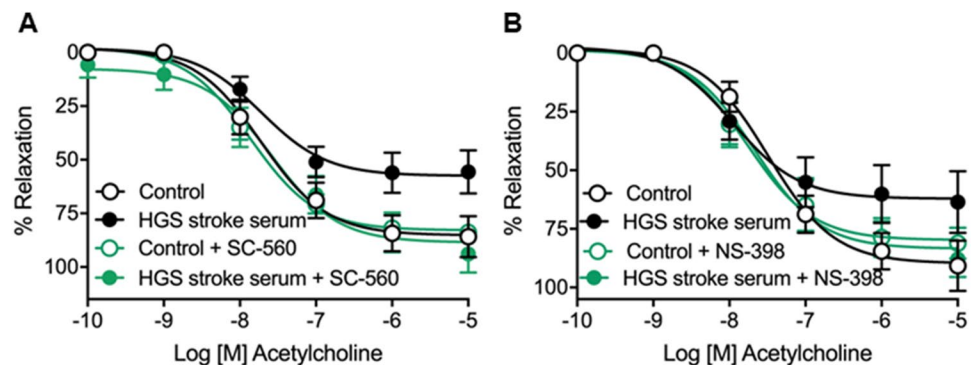 A
0
25
50
75
100
% Relaxation
Control
HGS stroke serum
Control + SC-560
HGS stroke serum + SC-560
-10 -9 -8 -7 -6 -5
Log [M] Acetylcholine
B
0
25
50
75
100
% Relaxation
Control
HGS stroke serum
Control + NS-398
HGS stroke serum + NS-398
-10 -9 -8 -7 -6 -5
Log [M] Acetylcholine